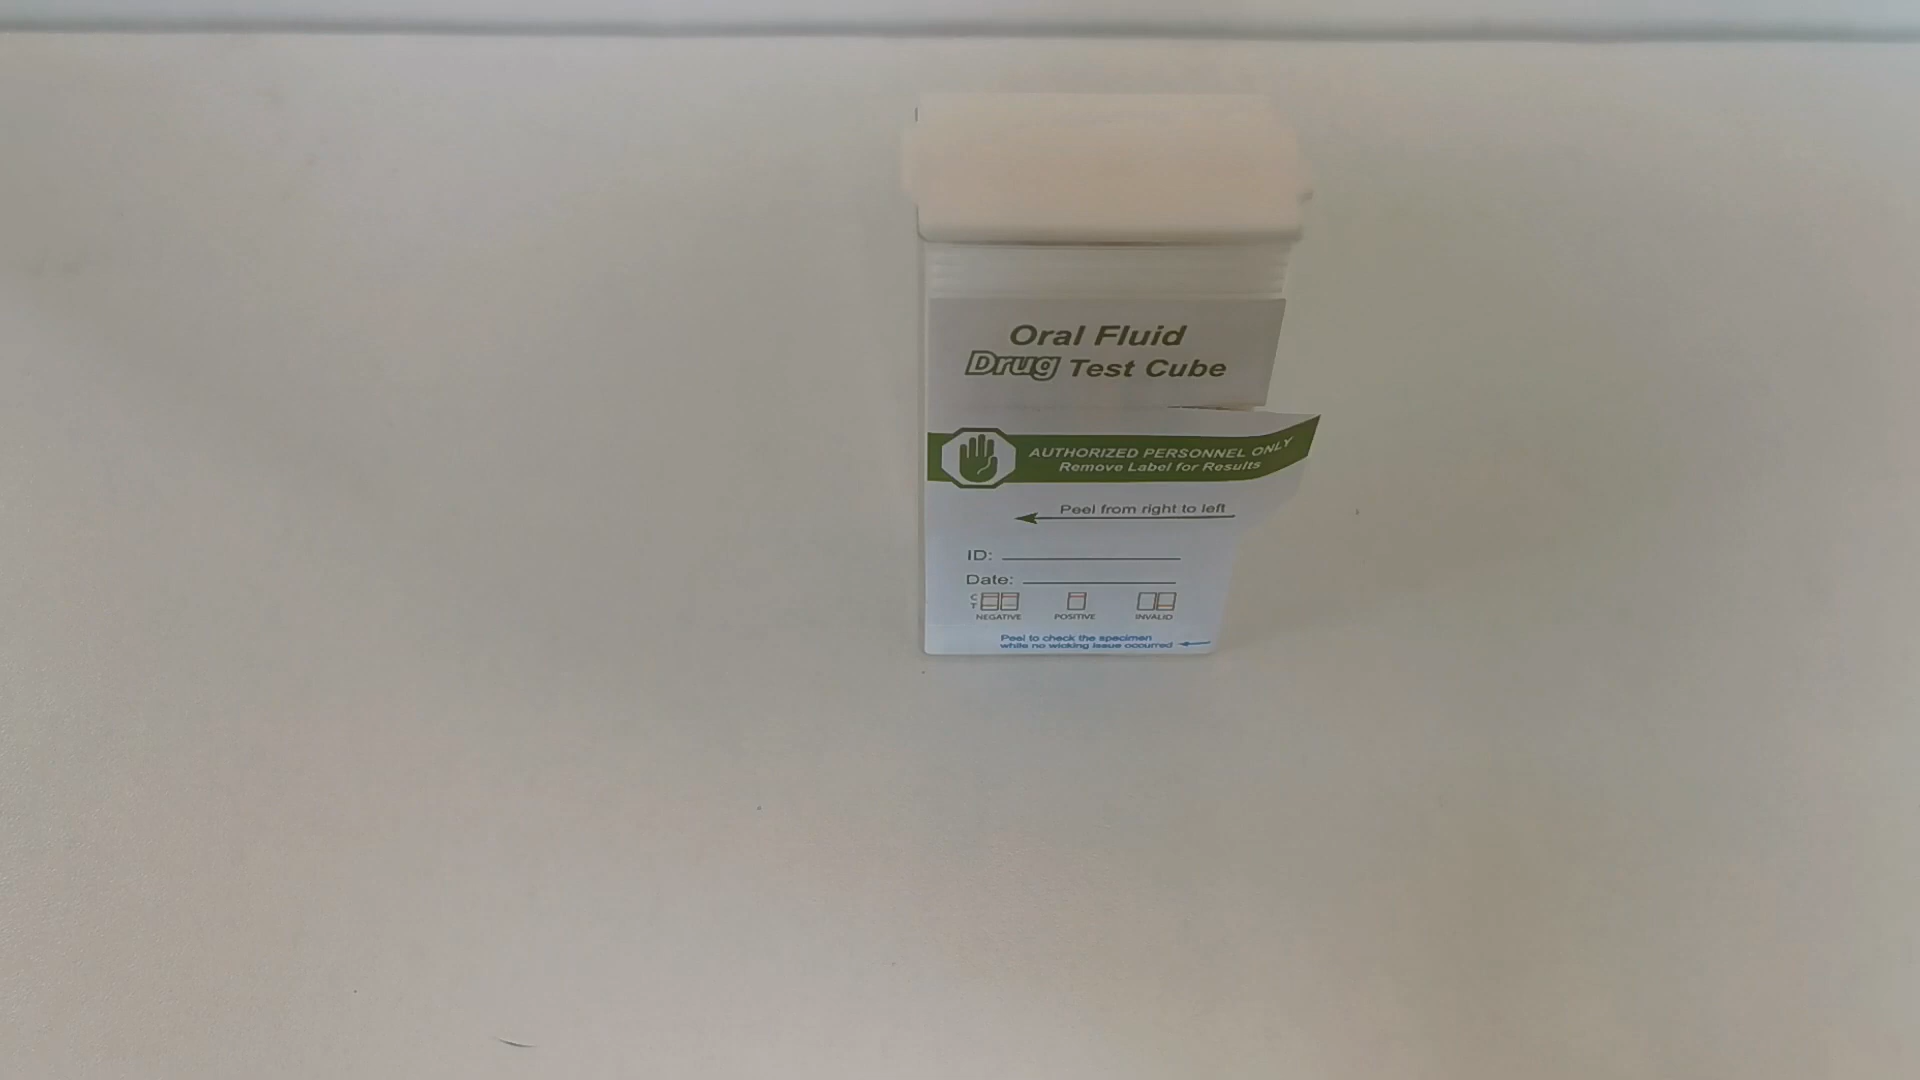 Oral Fluid
Drug Test Cube
AUTHORIZED PERSONNEL ONLY
Remove Label for Results
Peel from right to left
ID:
Date:
C
T
NEGATIVE POSITIVE INVALID
Peel to check the specimen
while no wicking issue occurred